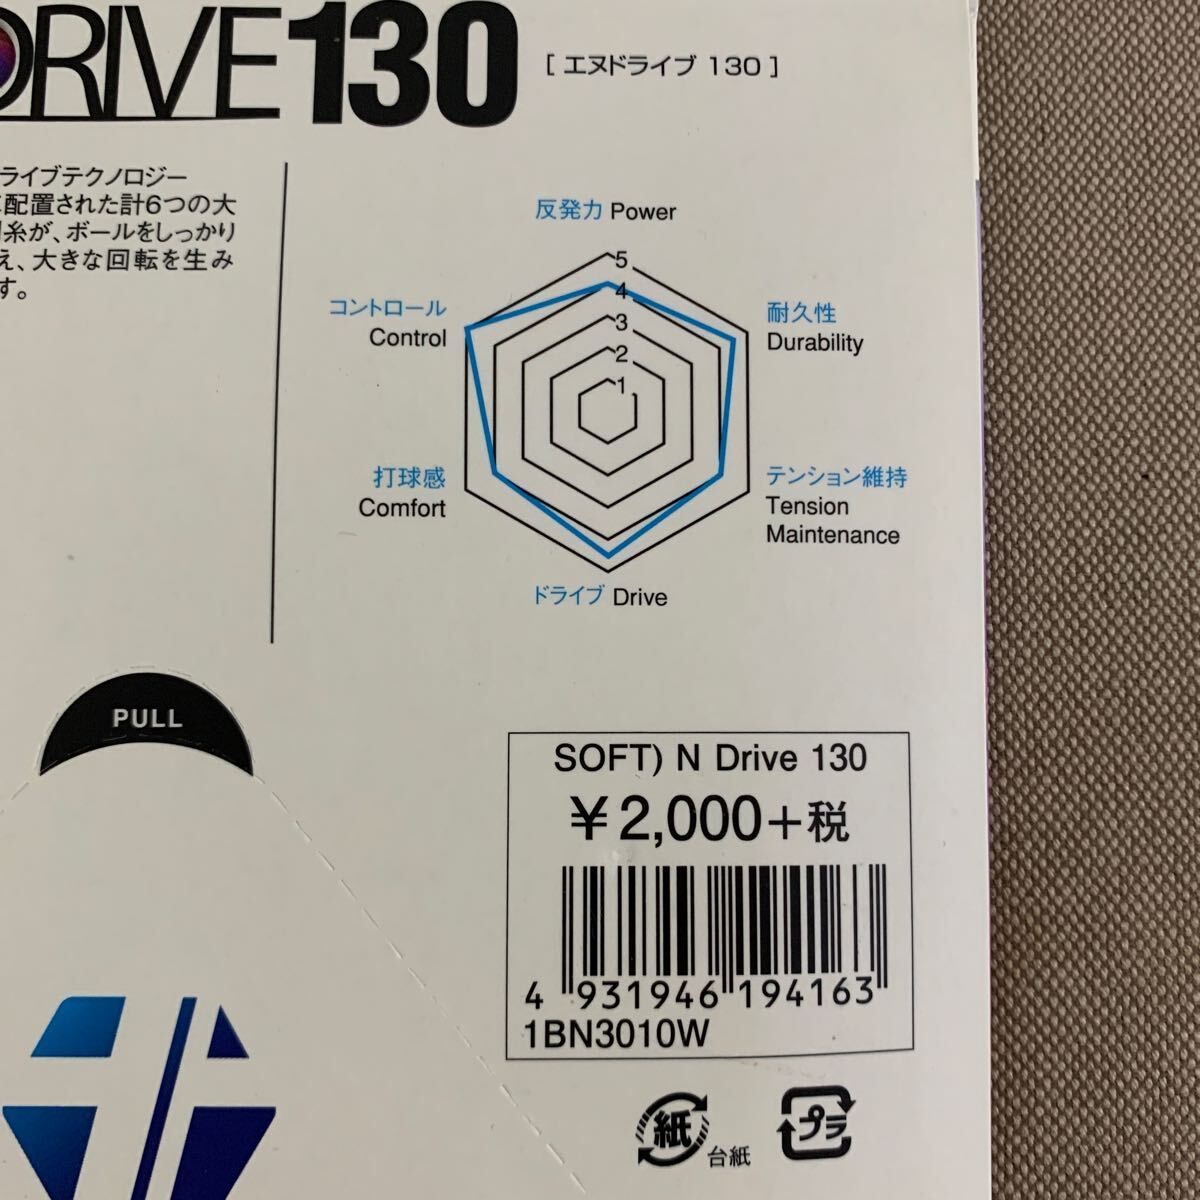 DRIVE130 [ エヌドライブ 130 ]
ライブテクノロジー
配置された計6つの大
糸が、ボールをしっかり
え、大きな回転を生み
す。
反発力 Power
5
4
3
2
1
コントロール
Control
耐久性
Durability
打球感
Comfort
テンション維持
Tension
Maintenance
ドライブ Drive
PULL
SOFT) N Drive 130
¥2,000+税
4 931946 194163
1BN3010W
紙
台紙
プラ